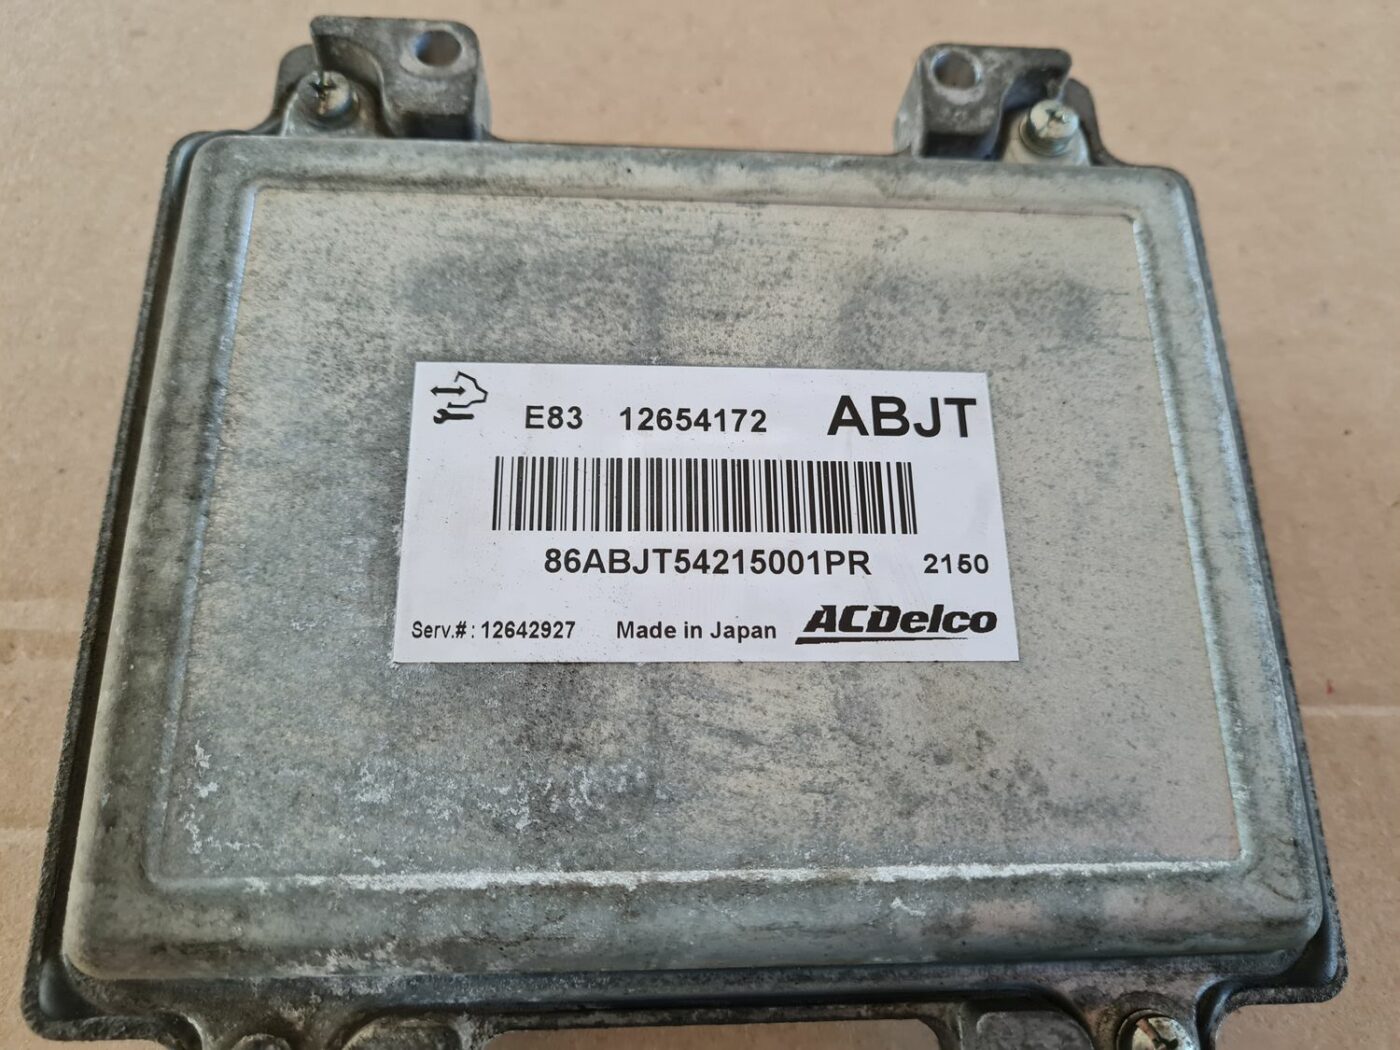 E83 12654172 ABJT
86ABJT54215001PR 2150
Serv.#: 12642927 Made in Japan ACDelco